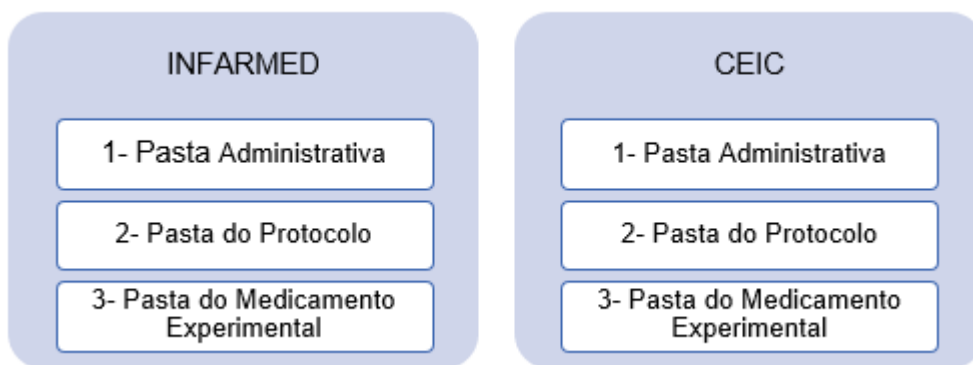 INFARMED
1- Pasta Administrativa
2- Pasta do Protocolo
3- Pasta do Medicamento
Experimental
CEIC
1- Pasta Administrativa
2- Pasta do Protocolo
3- Pasta do Medicamento
Experimental